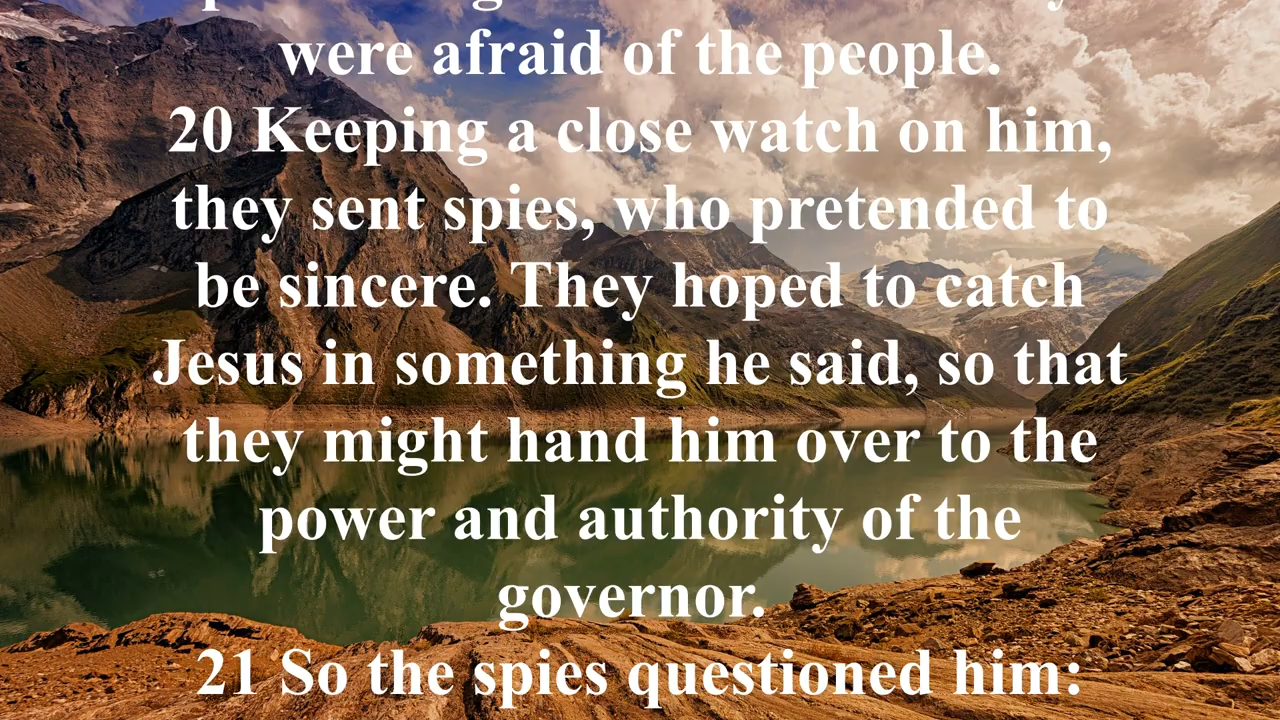 were afraid of the people.
20 Keeping a close watch on him,
they sent spies, who pretended to
be sincere. They hoped to catch
Jesus in something he said, so that
they might hand him over to the
power and authority of the
governor.
21 So the spies questioned him: